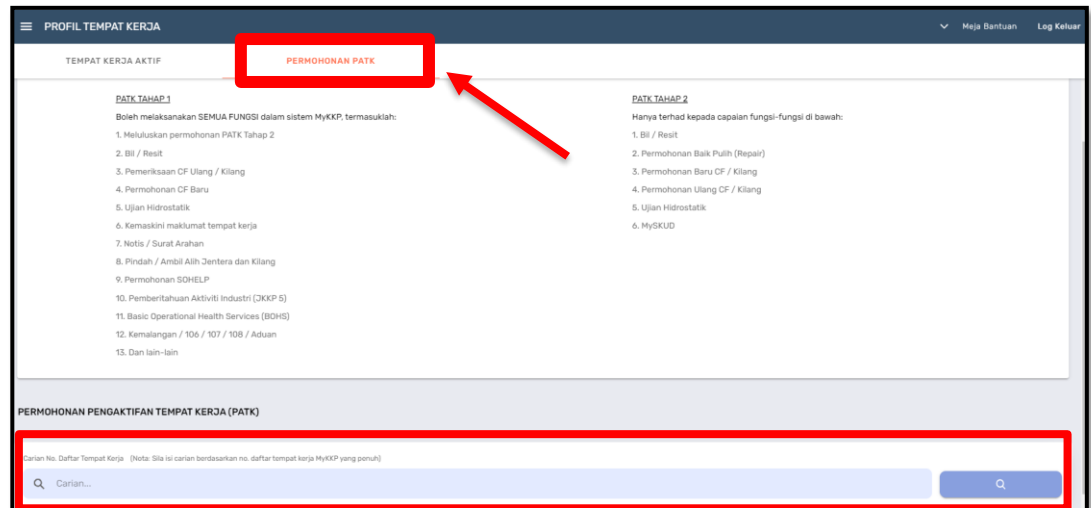 PROFIL TEMPAT KERJA
Meja Bantuan
Log Keluar
TEMPAT KERJA AKTIF
PERMOHONAN PATK
PATK TAHAP 1
Boleh melaksanakan SEMUA FUNGSI dalam sistem MyKKP, termasuklah:
1. Meluluskan permohonan PATK Tahap 2
2. Bil / Resit
3. Pemeriksaan CF Ulang / Kilang
4. Permohonan CF Baru
5. Ujian Hidrostatik
6. Kemaskini maklumat tempat kerja
7. Notis / Surat Arahan
8. Pindah / Ambil Alih Jentera dan Kilang
9. Permohonan SOHELP
10. Pemberitahuan Aktiviti Industri (JKKP 5)
11. Basic Operational Health Services (BOHS)
12. Kemalangan / 106 / 107 / 108 / Aduan
13. Dan lain-lain
PATK TAHAP 2
Hanya terhad kepada capaian fungsi-fungsi di bawah:
1. Bil / Resit
2. Permohonan Baik Pulih (Repair)
3. Permohonan Baru CF / Kilang
4. Permohonan Ulang CF / Kilang
5. Ujian Hidrostatik
6. MySKUD
PERMOHONAN PENGAKTIFAN TEMPAT KERJA (PATK)
Carian No. Daftar Tempat Kerja (Nota: Sila isi carian berdasarkan no. daftar tempat kerja MyKKP yang penuh)
Carian...